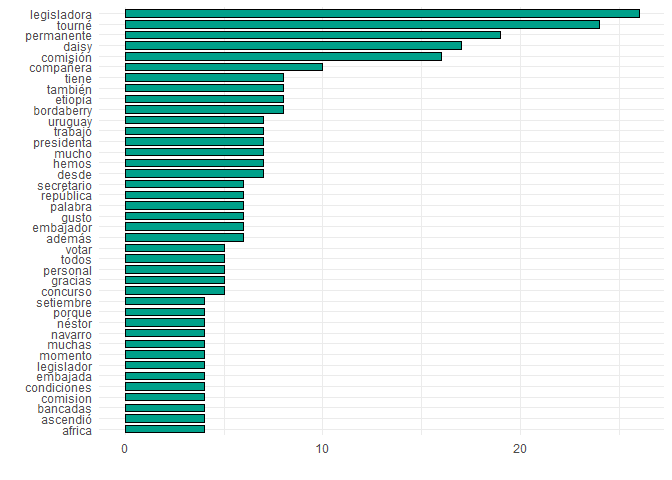 legisladora
tourné
permanente
daisy
comisión
compañera
tiene
también
etiopía
bordaberry
uruguay
trabajo
presidenta
mucho
hemos
desde
secretario
república
palabra
gusto
embajador
además
votar
todos
personal
gracias
concurso
setiembre
porque
néstor
navarro
muchas
momento
legislador
embajada
condiciones
comision
bancadas
ascendió
africa
0 10 20